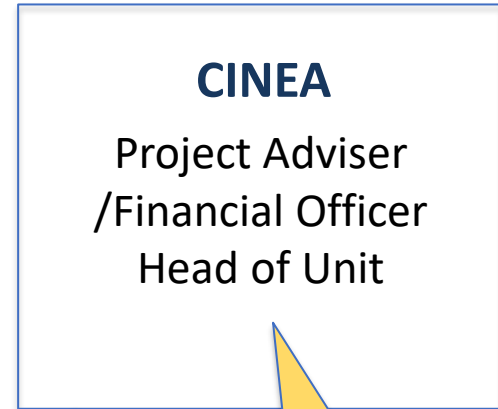 CINEA
Project Adviser
/Financial Officer
Head of Unit